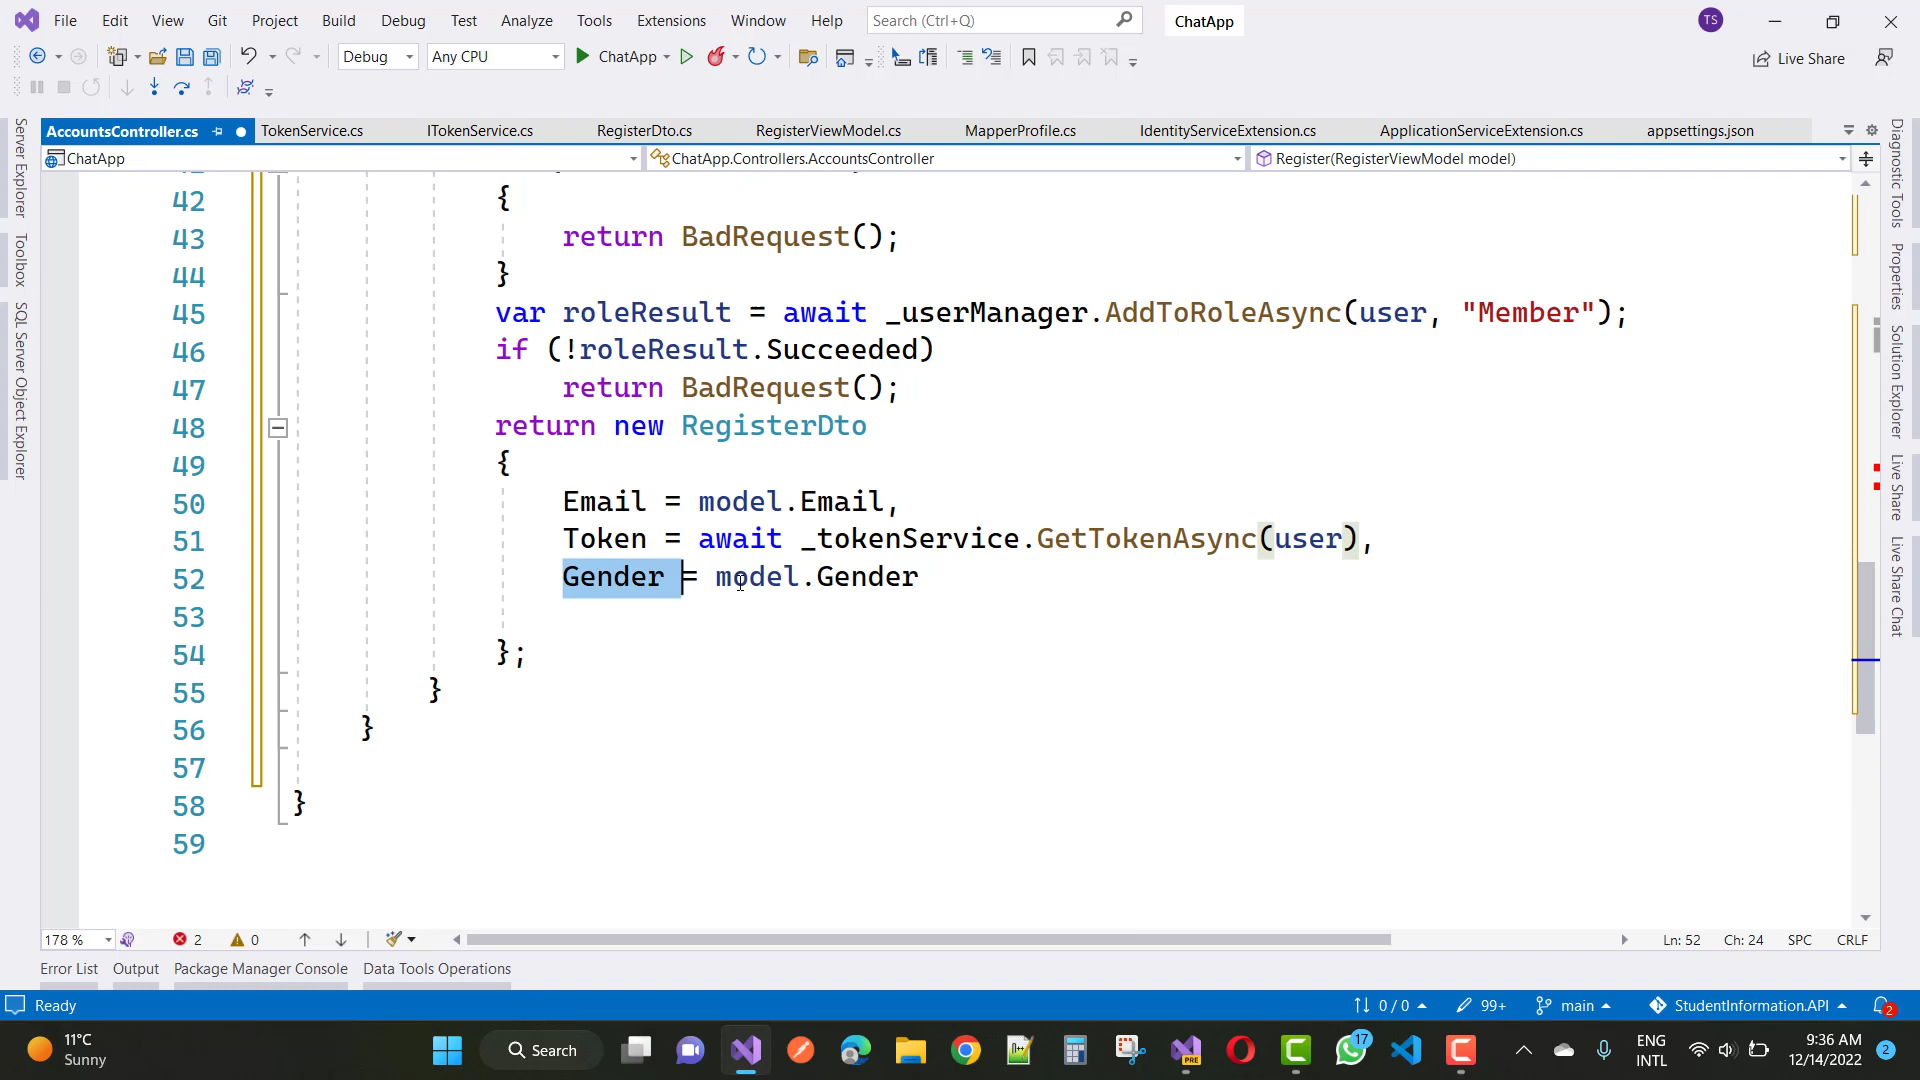 File Edit View Git Project Build Debug Test Analyze Tools Extensions Window Help Search (Ctrl+Q) ChatApp TS
Debug Any CPU ChatApp Live Share
AccountsController.cs TokenService.cs ITokenService.cs RegisterDto.cs RegisterViewModel.cs MapperProfile.cs IdentityServiceExtension.cs ApplicationServiceExtension.cs appsettings.json
ChatApp ChatApp.Controllers.AccountsController Register(RegisterViewModel model)
Server Explorer
Toolbox
SQL Server Object Explorer
42 {
43 return BadRequest();
44 }
45 var roleResult = await _userManager.AddToRoleAsync(user, "Member");
46 if (!roleResult.Succeeded)
47 return BadRequest();
48 return new RegisterDto
49 {
50 Email = model.Email,
51 Token = await _tokenService.GetTokenAsync(user),
52 Gender = model.Gender
53
54 };
55 }
56 }
57
58 }
59
Diagnostic Tools
Properties
Solution Explorer
Live Share
Live Share Chat
178 % 2 0 Ln: 52 Ch: 24 SPC CRLF
Error List Output Package Manager Console Data Tools Operations
Ready 0 / 0 99+ main StudentInformation.API 2
11°C
Sunny
Search
PRE
17
ENG
INTL
9:36 AM
12/14/2022
2